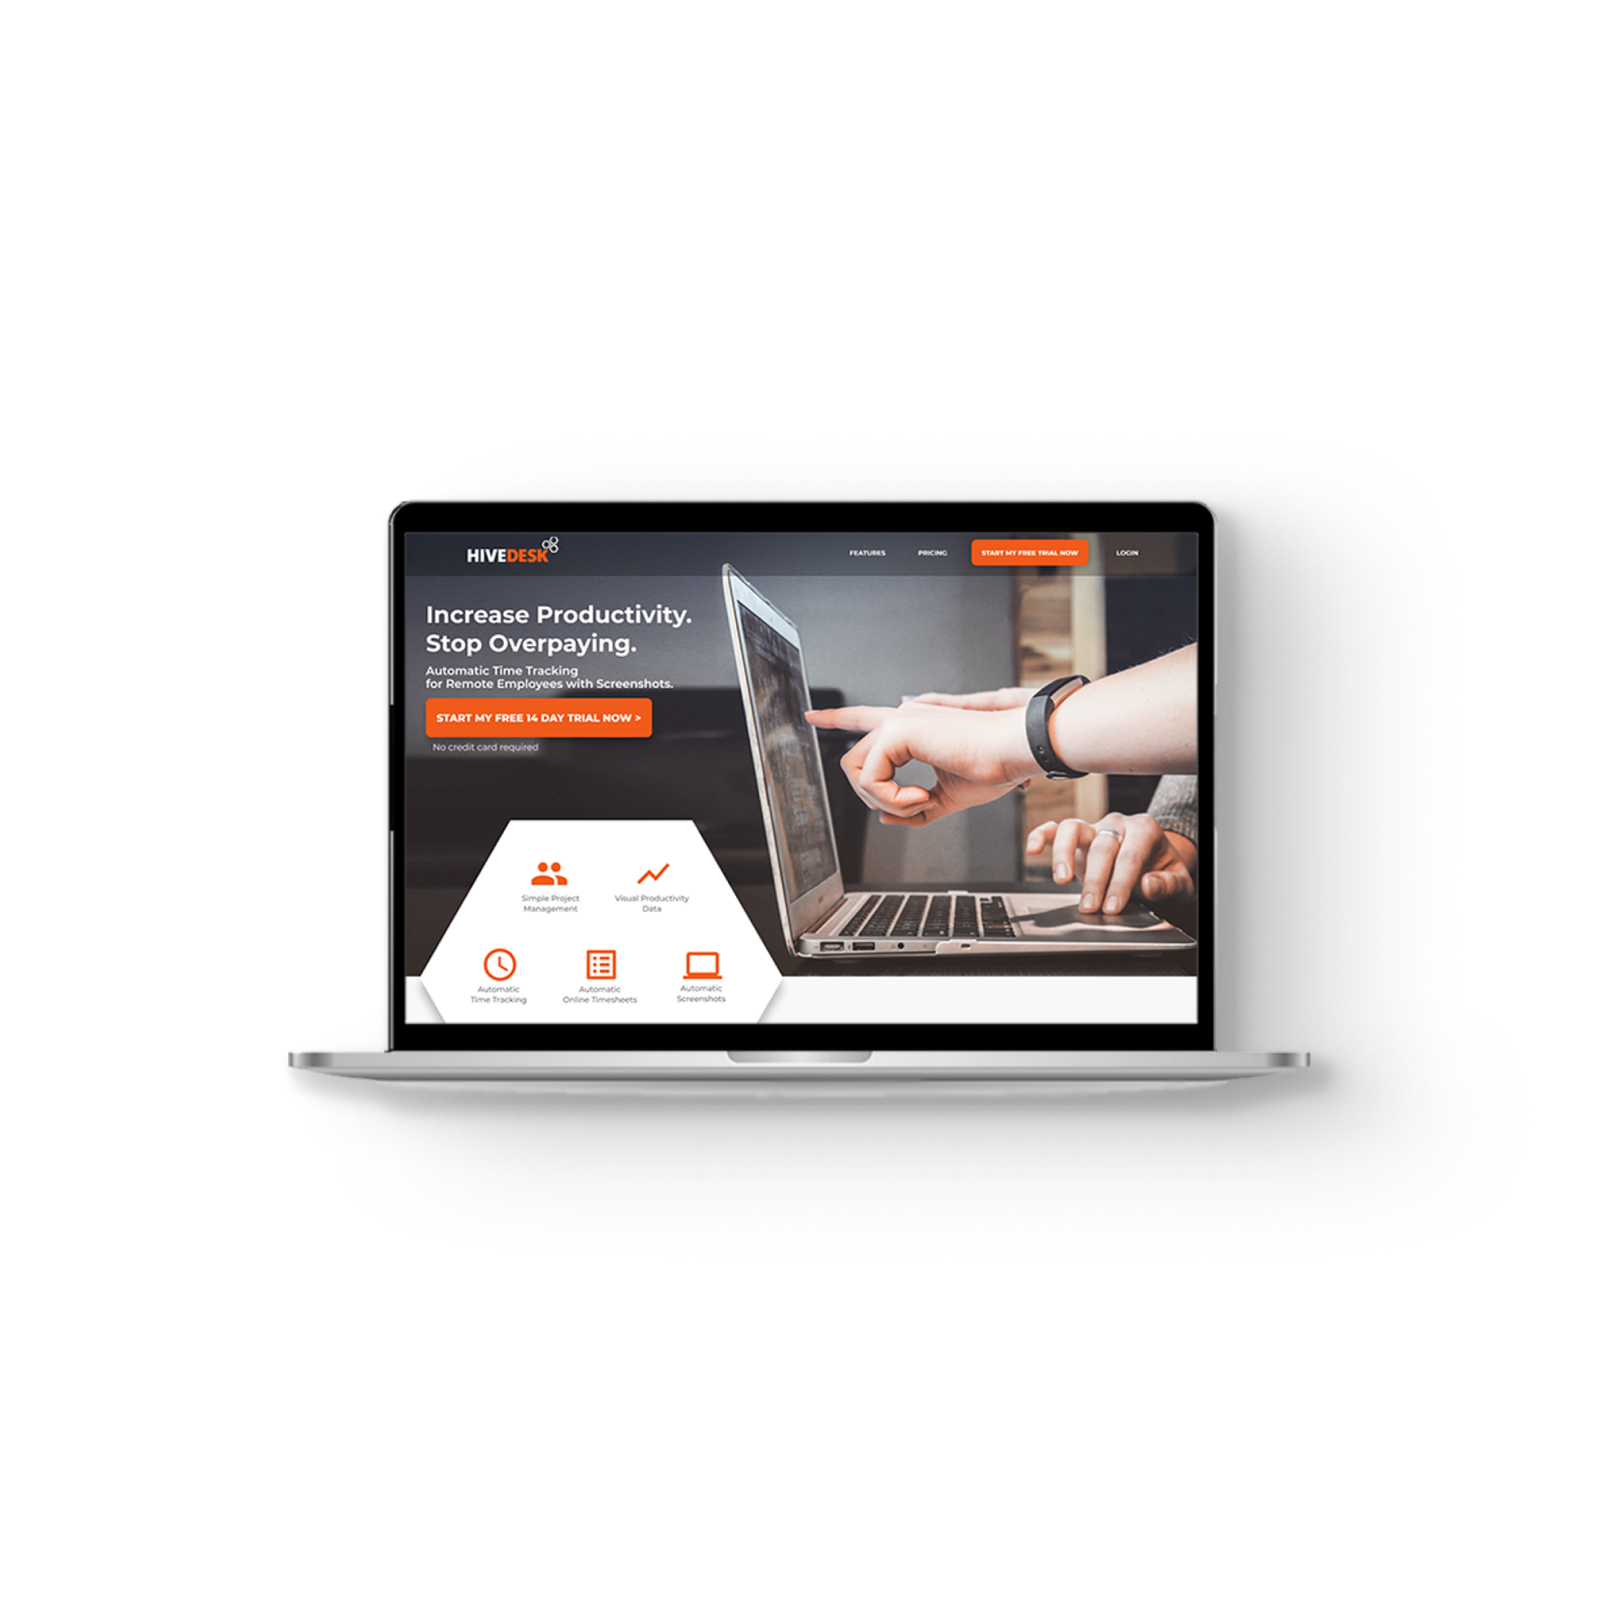 HIVEDESK
FEATURES
PRICING
START MY FREE TRIAL NOW
LOGIN
Increase Productivity.
Stop Overpaying.
Automatic Time Tracking
for Remote Employees with Screenshots.
START MY FREE 14 DAY TRIAL NOW >
No credit card required
Simple Project
Management
Visual Productivity
Data
Automatic
Time Tracking
Automatic
Online Timesheets
Automatic
Screenshots